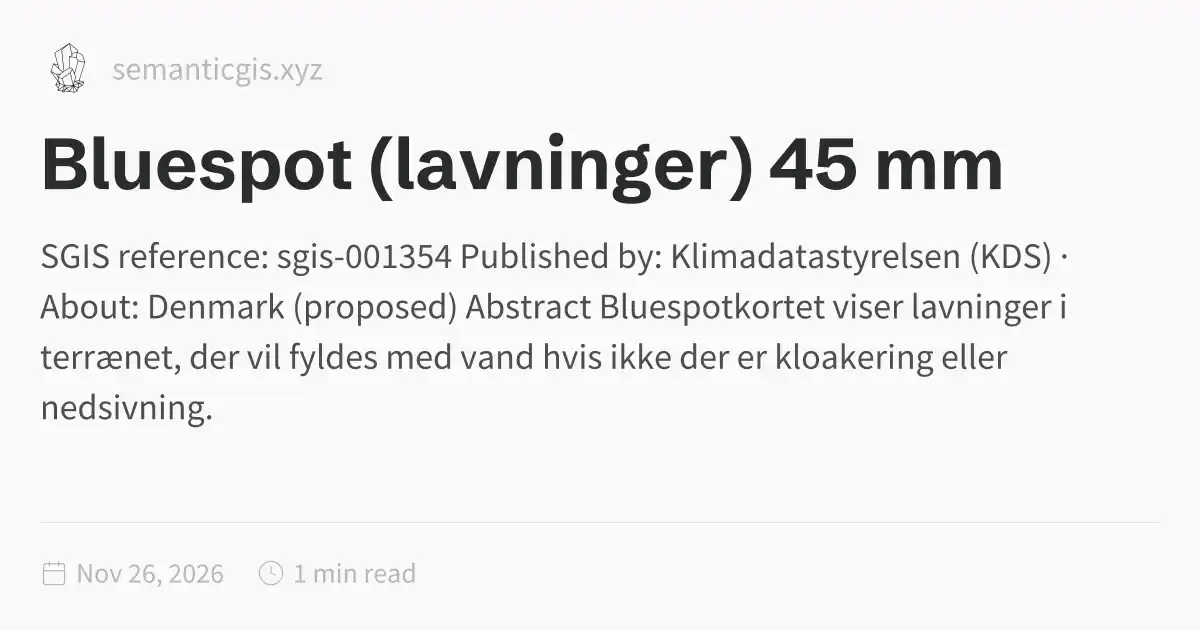 semanticgis.xyz
Bluespot (lavninger) 45 mm
SGIS reference: sgis-001354 Published by: Klimadatastyrelsen (KDS) ·
About: Denmark (proposed) Abstract Bluespotkortet viser lavninger i
terrænet, der vil fyldes med vand hvis ikke der er kloakering eller
nedsivning.
Nov 26, 2026 1 min read